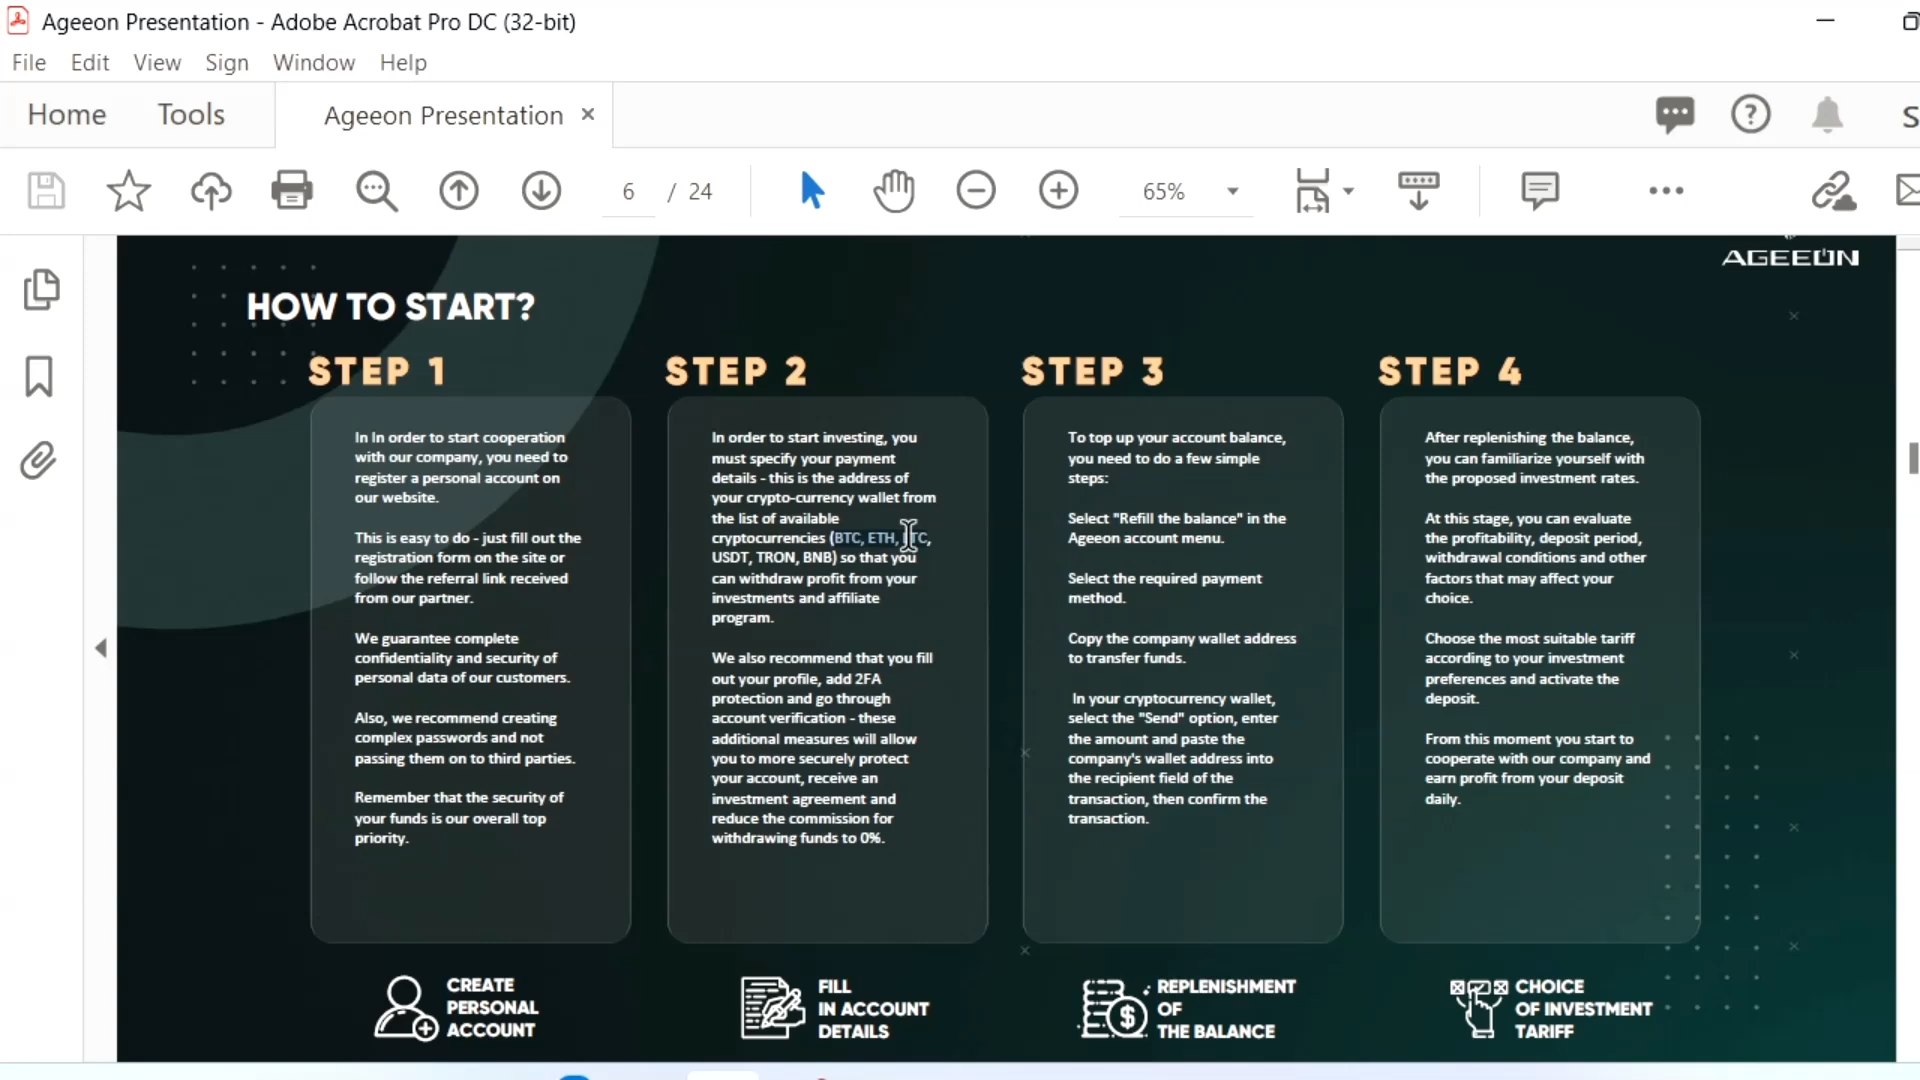 Ageeon Presentation - Adobe Acrobat Pro DC (32-bit)
File Edit View Sign Window Help
Home Tools Ageeon Presentation × S
6 / 24 65%
AGEEON
HOW TO START?
STEP 1
In In order to start cooperation
with our company, you need to
register a personal account on
our website.
This is easy to do - just fill out the
registration form on the site or
follow the referral link received
from our partner.
We guarantee complete
confidentiality and security of
personal data of our customers.
Also, we recommend creating
complex passwords and not
passing them on to third parties.
Remember that the security of
your funds is our overall top
priority.
CREATE
PERSONAL
ACCOUNT
STEP 2
In order to start investing, you
must specify your payment
details - this is the address of
your crypto-currency wallet from
the list of available
cryptocurrencies (BTC, ETH, LTC,
USDT, TRON, BNB) so that you
can withdraw profit from your
investments and affiliate
program.
We also recommend that you fill
out your profile, add 2FA
protection and go through
account verification - these
additional measures will allow
you to more securely protect
your account, receive an
investment agreement and
reduce the commission for
withdrawing funds to 0%.
FILL
IN ACCOUNT
DETAILS
STEP 3
To top up your account balance,
you need to do a few simple
steps:
Select "Refill the balance" in the
Ageeon account menu.
Select the required payment
method.
Copy the company wallet address
to transfer funds.
In your cryptocurrency wallet,
select the "Send" option, enter
the amount and paste the
company's wallet address into
the recipient field of the
transaction, then confirm the
transaction.
REPLENISHMENT
OF
THE BALANCE
STEP 4
After replenishing the balance,
you can familiarize yourself with
the proposed investment rates.
At this stage, you can evaluate
the profitability, deposit period,
withdrawal conditions and other
factors that may affect your
choice.
Choose the most suitable tariff
according to your investment
preferences and activate the
deposit.
From this moment you start to
cooperate with our company and
earn profit from your deposit
daily.
CHOICE
OF INVESTMENT
TARIFF